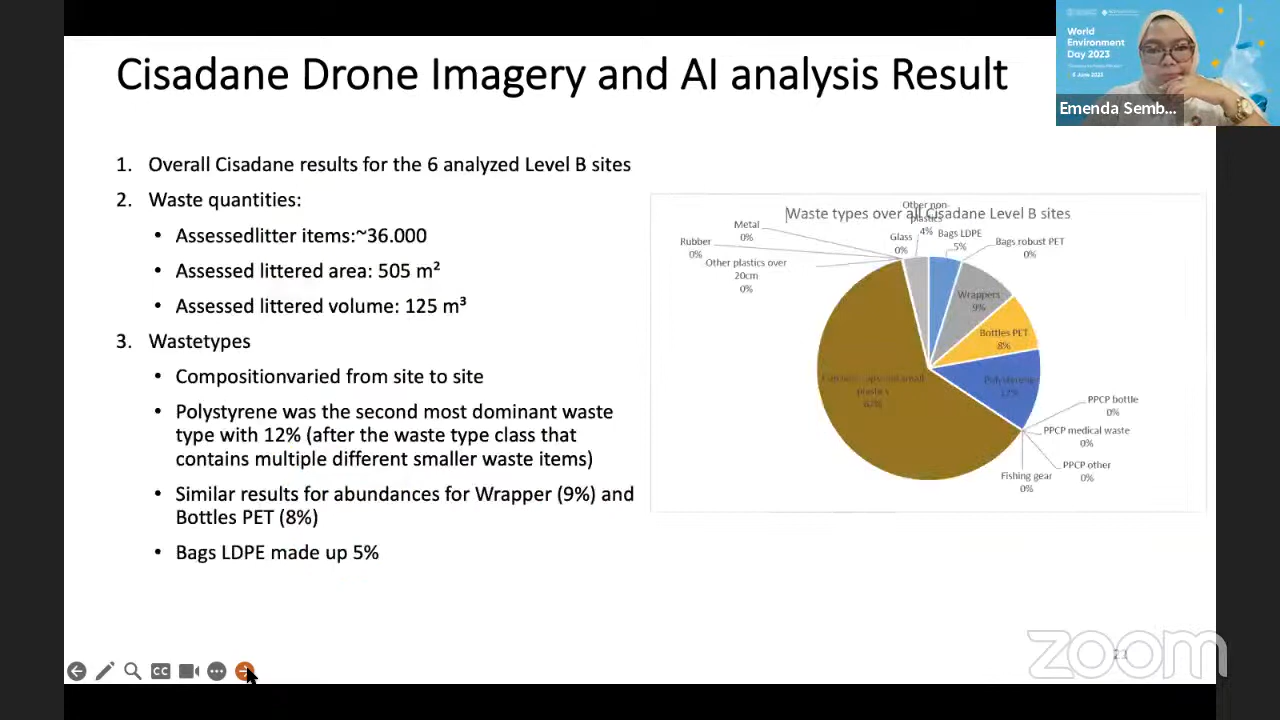 Cisadane Drone Imagery and AI analysis Result
World
Environment
Day 2023
Emenda Semb...
1. Overall Cisadane results for the 6 analyzed Level B sites
2. Waste quantities:
• Assessedlitter items:~36.000
• Assessed littered area: 505 m²
• Assessed littered volume: 125 m³
3. Wastetypes
• Compositionvaried from site to site
• Polystyrene was the second most dominant waste
type with 12% (after the waste type class that
contains multiple different smaller waste items)
• Similar results for abundances for Wrapper (9%) and
Bottles PET (8%)
• Bags LDPE made up 5%
Waste types over all Cisadane Level B sites
Other non-
plastics
4%
Metal
0%
Rubber
0%
Other plastics over
20cm
0%
Glass
0%
Bags LDPE
5%
Bags robust PET
0%
Wrappers
9%
Bottles PET
8%
Polystyrene
12%
PPCP bottle
0%
PPCP medical waste
0%
PPCP other
0%
Fishing gear
0%
plastics
CC
zoom